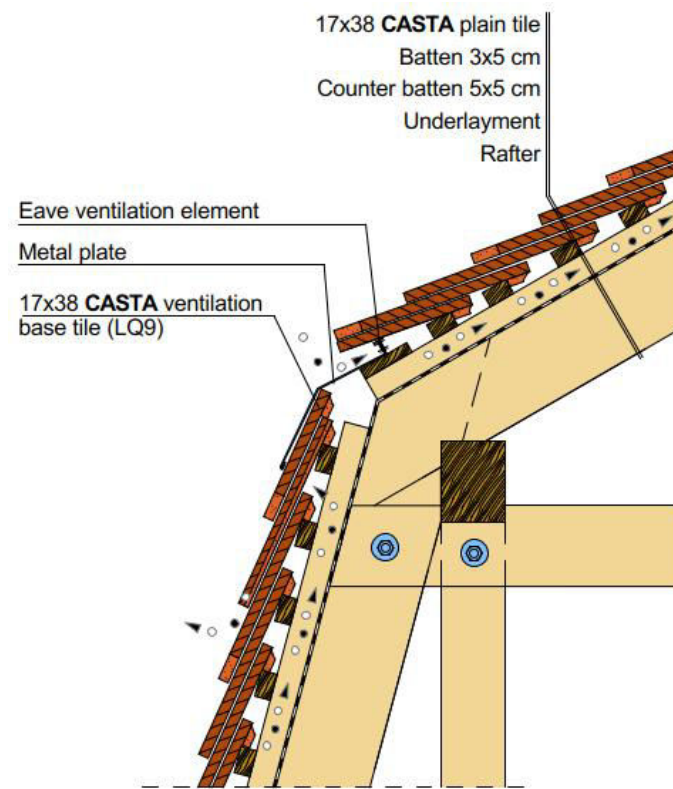 17x38 CASTA plain tile
Batten 3x5 cm
Counter batten 5x5 cm
Underlayment
Rafter
Eave ventilation element
Metal plate
17x38 CASTA ventilation
base tile (LQ9)